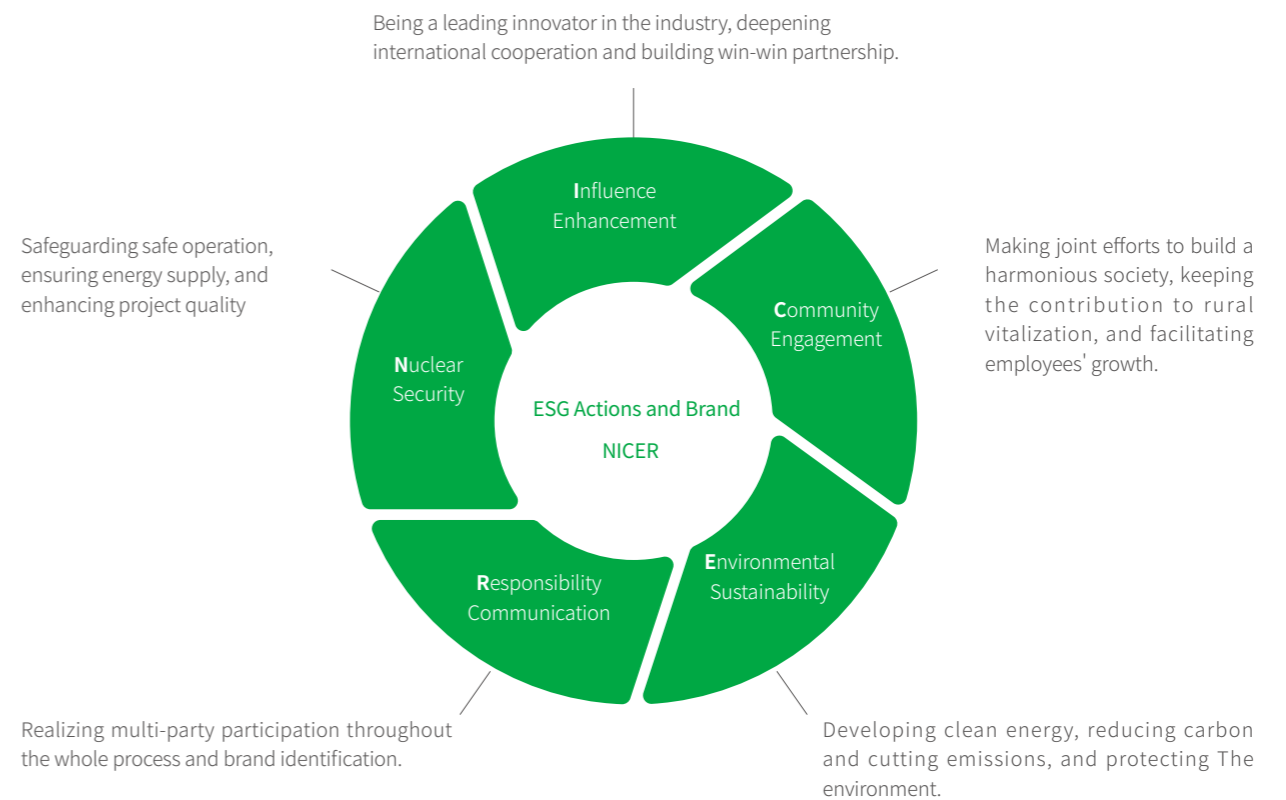 Being a leading innovator in the industry, deepening
international cooperation and building win-win partnership.
Influence
Enhancement
Safeguarding safe operation,
ensuring energy supply, and
enhancing project quality
Making joint efforts to build a
harmonious society, keeping
the contribution to rural
vitalization, and facilitating
employees' growth.
Community
Engagement
Nuclear
Security
ESG Actions and Brand
NICER
Environmental
Sustainability
Responsibility
Communication
Realizing multi-party participation throughout
the whole process and brand identification.
Developing clean energy, reducing carbon
and cutting emissions, and protecting The
environment.